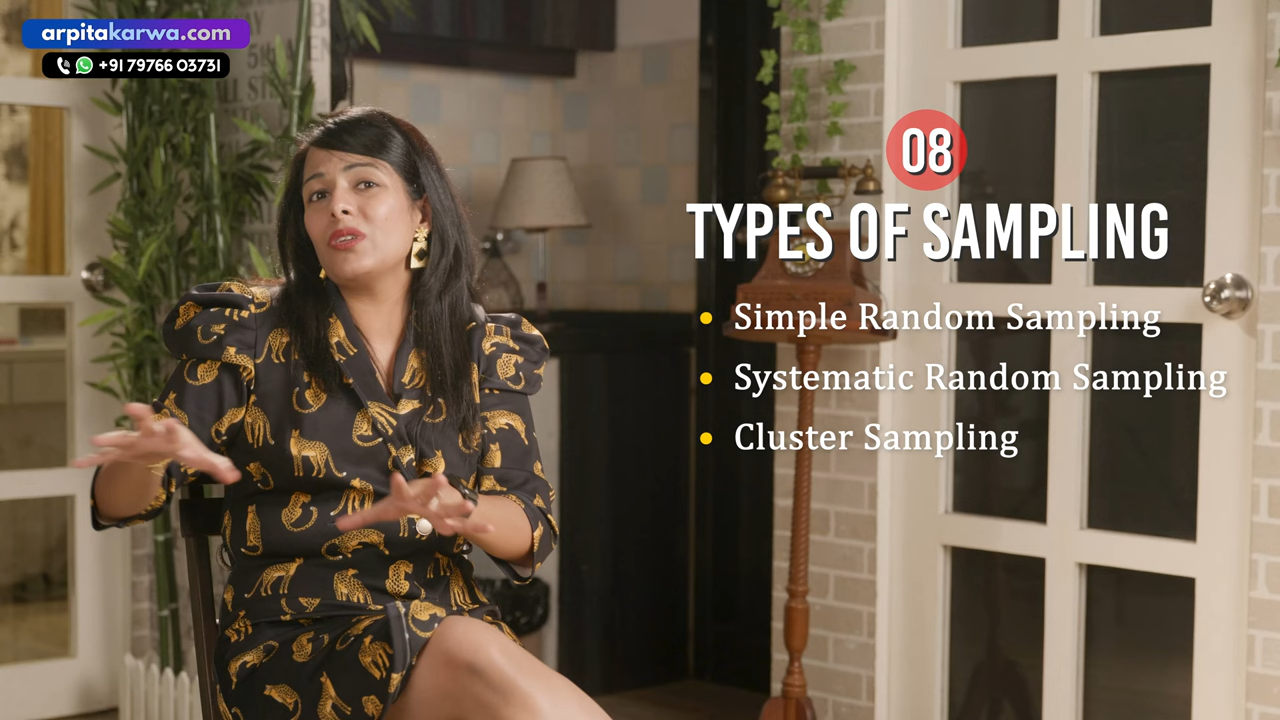 arpitakarwa.com
+91 79766 03731
08
TYPES OF SAMPLING
• Simple Random Sampling
• Systematic Random Sampling
• Cluster Sampling